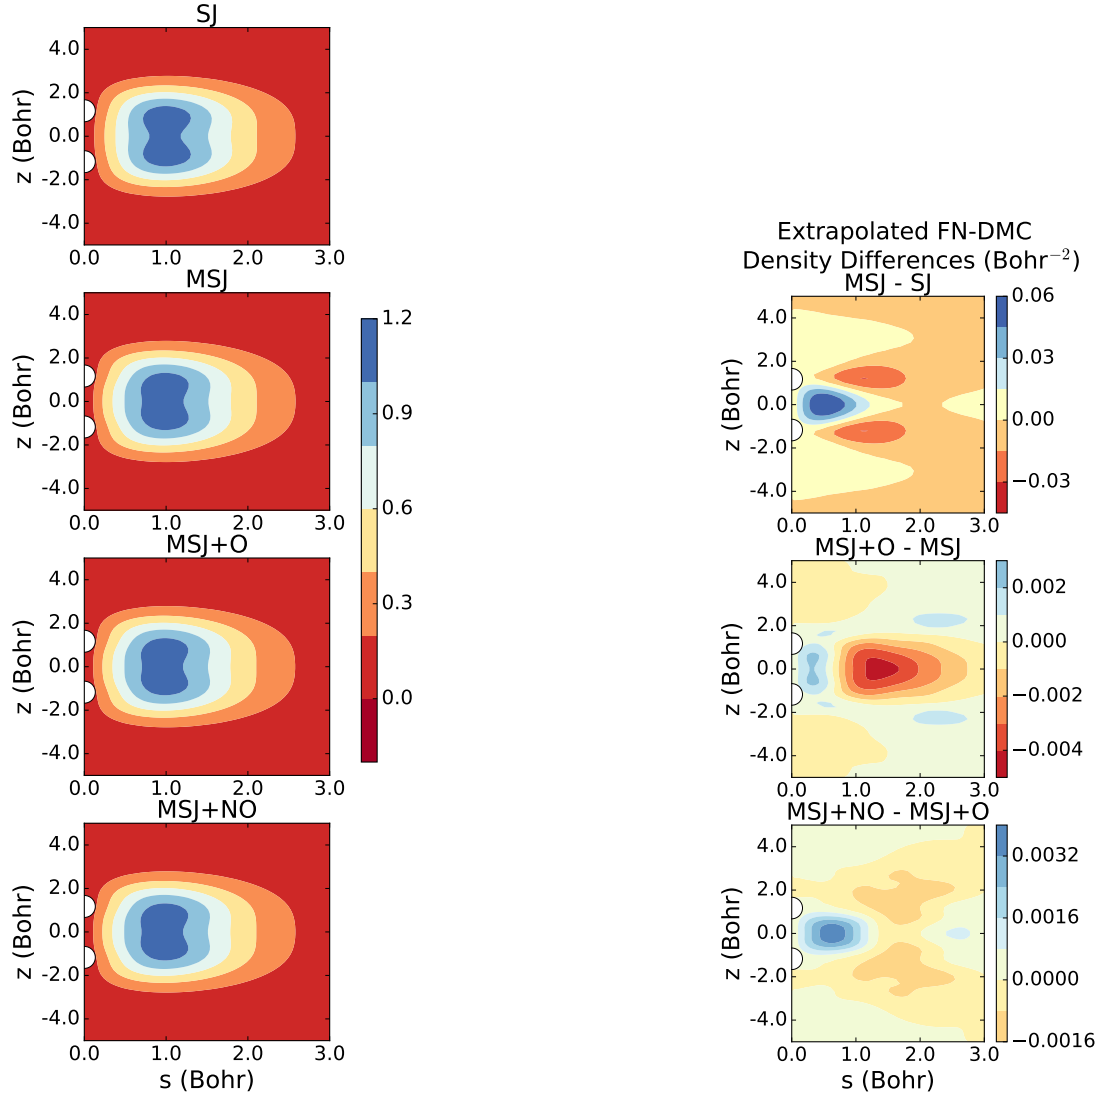 SJ
4.0
2.0
0.0
-2.0
-4.0
z (Bohr)
0.0 1.0 2.0 3.0
MSJ
4.0
2.0
0.0
-2.0
-4.0
z (Bohr)
0.0 1.0 2.0 3.0
MSJ+O
4.0
2.0
0.0
-2.0
-4.0
z (Bohr)
0.0 1.0 2.0 3.0
MSJ+NO
4.0
2.0
0.0
-2.0
-4.0
z (Bohr)
0.0 1.0 2.0 3.0
s (Bohr)
1.2
0.9
0.6
0.3
0.0
Extrapolated FN-DMC
Density Differences (Bohr⁻²)
MSJ - SJ
4.0
2.0
0.0
-2.0
-4.0
z (Bohr)
0.0 1.0 2.0 3.0
0.06
0.03
0.00
−0.03
MSJ+O - MSJ
4.0
2.0
0.0
-2.0
-4.0
z (Bohr)
0.0 1.0 2.0 3.0
0.002
0.000
−0.002
−0.004
MSJ+NO - MSJ+O
4.0
2.0
0.0
-2.0
-4.0
z (Bohr)
0.0 1.0 2.0 3.0
s (Bohr)
0.0032
0.0016
0.0000
−0.0016